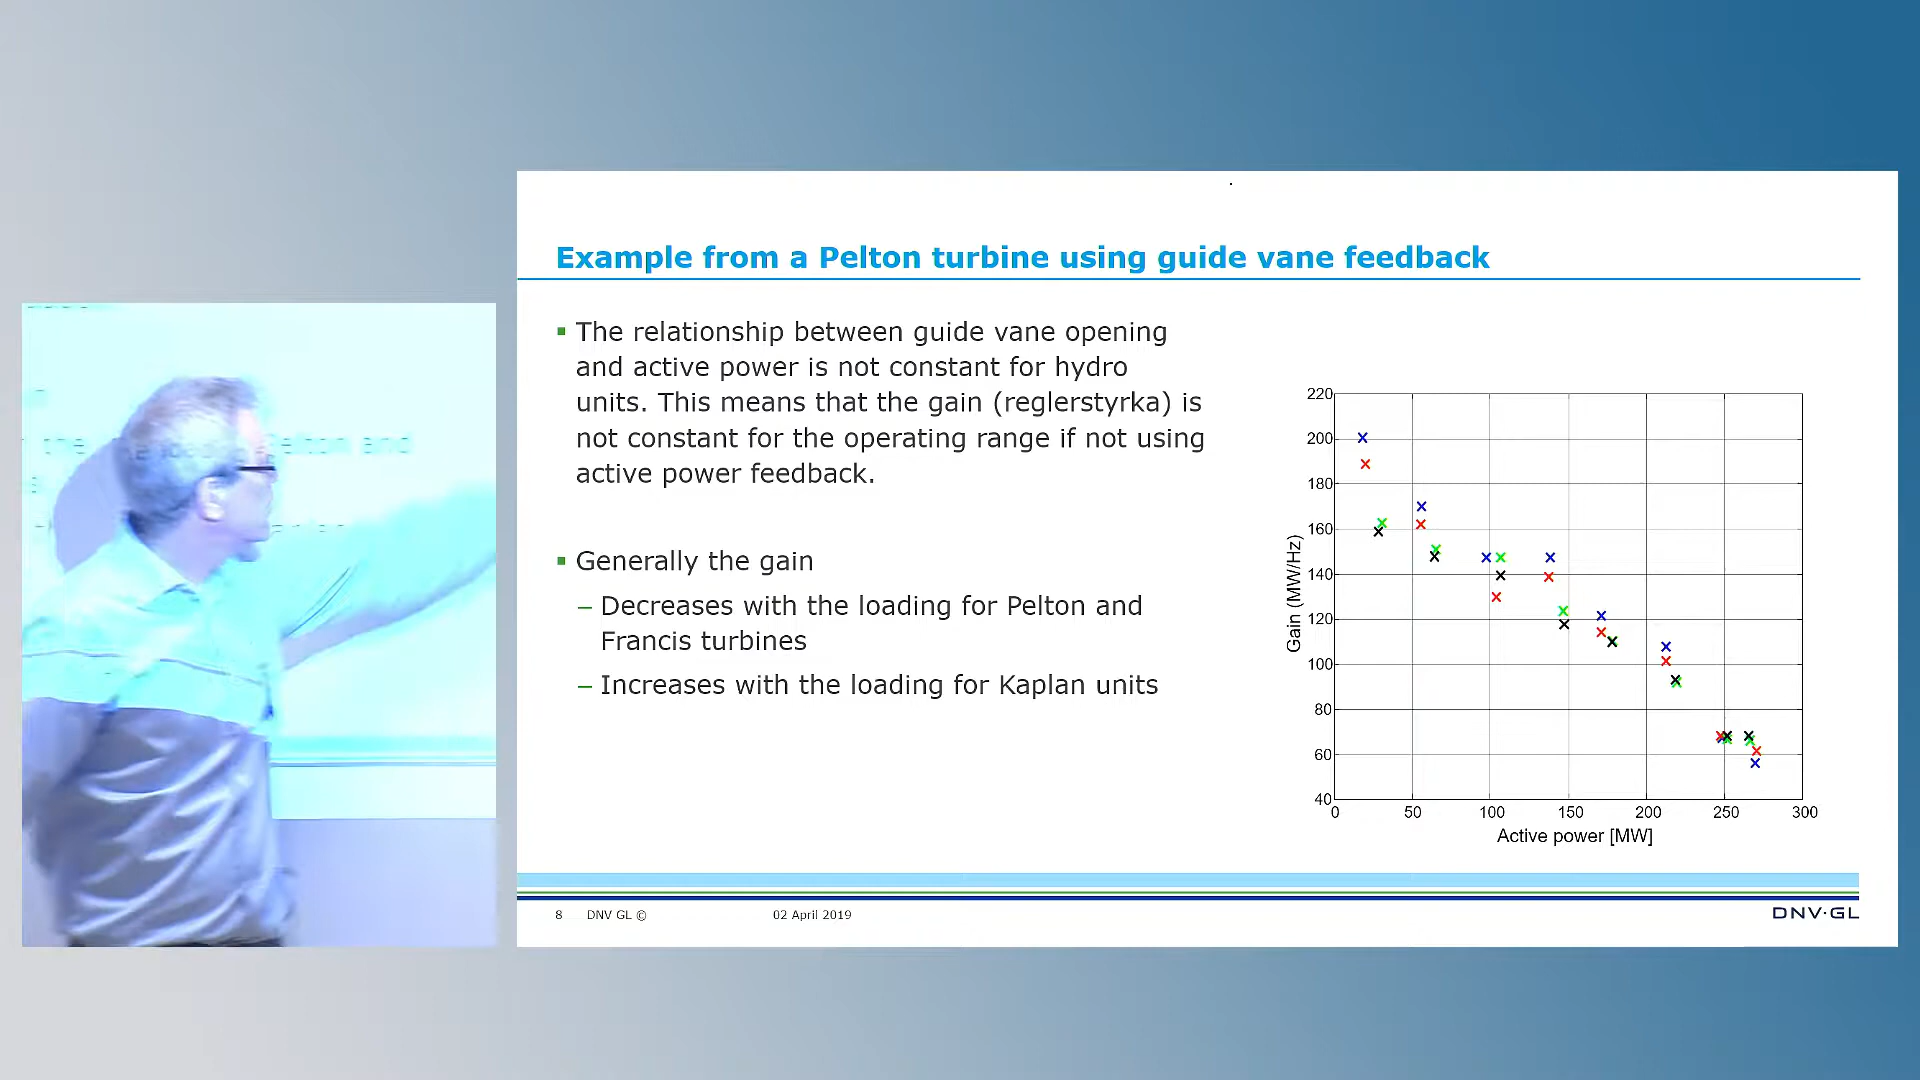 Example from a Pelton turbine using guide vane feedback
▪ The relationship between guide vane opening
and active power is not constant for hydro
units. This means that the gain (reglerstyrka) is
not constant for the operating range if not using
active power feedback.
▪ Generally the gain
– Decreases with the loading for Pelton and
Francis turbines
– Increases with the loading for Kaplan units
220
200
180
160
140
120
100
80
60
40
0 50 100 150 200 250 300
Gain (MW/Hz)
Active power [MW]
8 DNV GL © 02 April 2019
DNV·GL